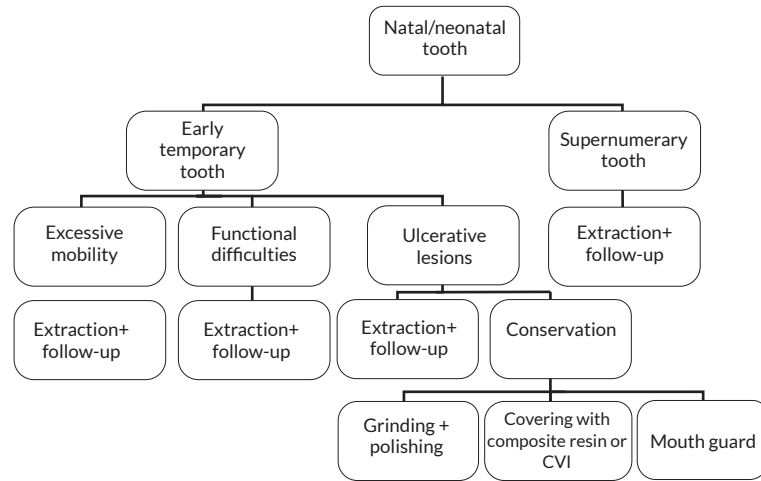 Natal/neonatal
tooth
Early
temporary
tooth
Supernumerary
tooth
Excessive
mobility
Functional
difficulties
Ulcerative
lesions
Extraction+
follow-up
Extraction+
follow-up
Extraction+
follow-up
Extraction+
follow-up
Conservation
Grinding +
polishing
Covering with
composite resin or
CVI
Mouth guard